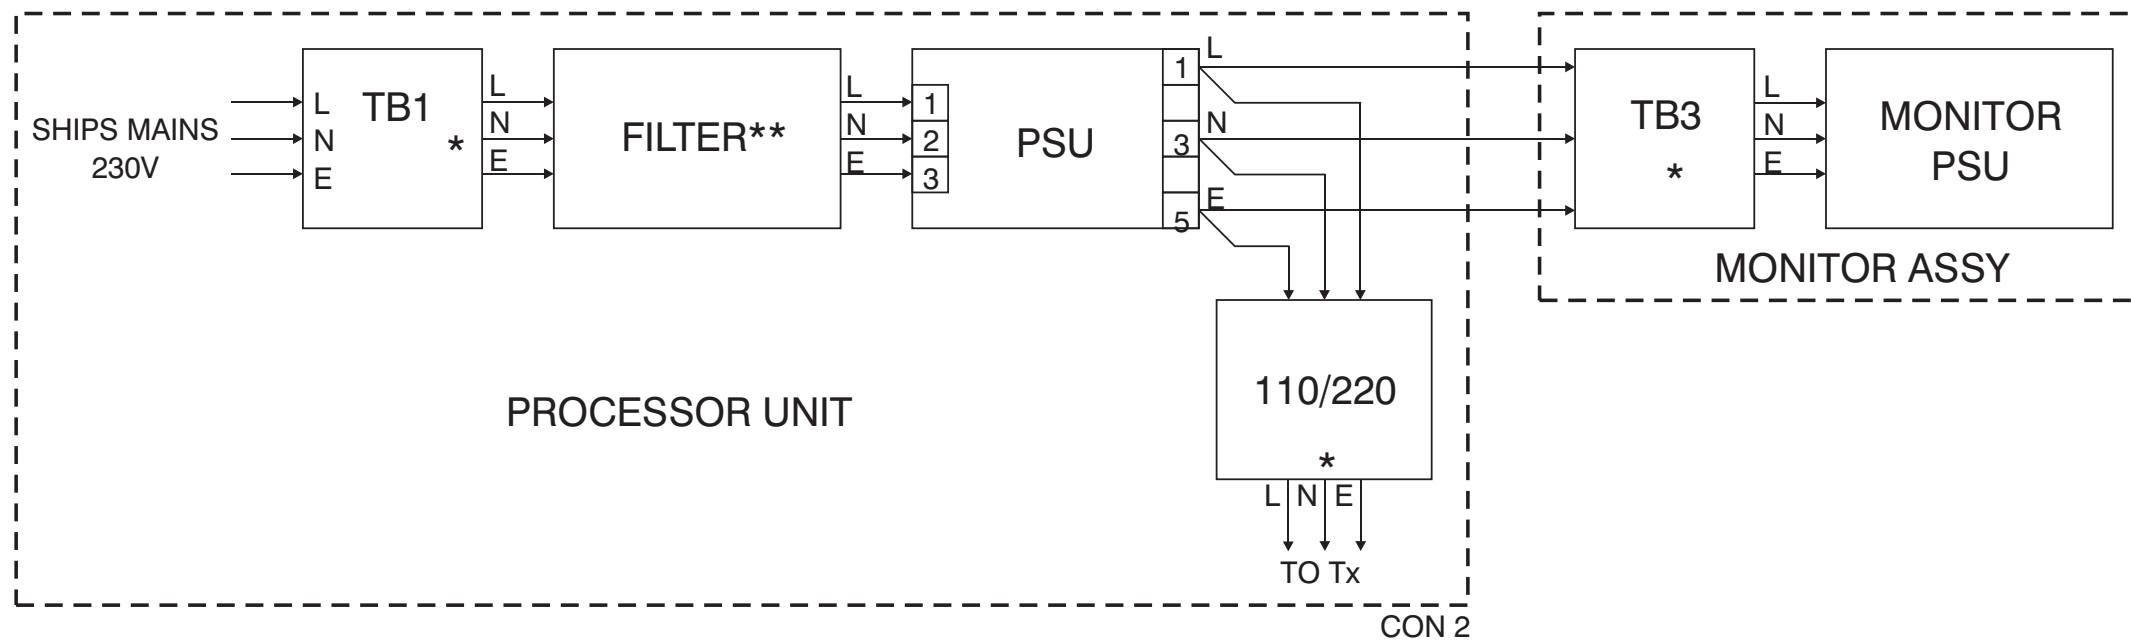 SHIPS MAINS
230V
L
N
E
TB1
*
L
N
E
FILTER**
L
N
E
1
2
3
PSU
1
3
5
L
N
E
TB3
*
L
N
E
MONITOR
PSU
MONITOR ASSY
PROCESSOR UNIT
110/220
*
L N E
TO Tx
CON 2